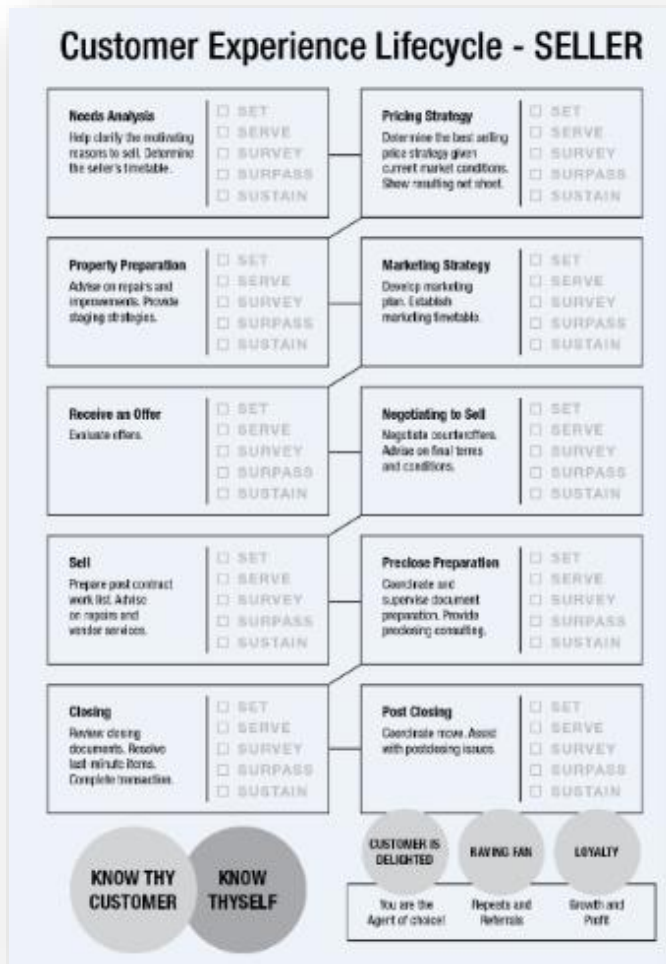 Customer Experience Lifecycle - SELLER
Needs Analysis
Help clarify the motivating
reasons to sell. Determine
the seller's timetable.
SET
SERVE
SURVEY
SURPASS
SUSTAIN
Pricing Strategy
Determine the best selling
price strategy given
current market conditions.
Show resulting net sheet.
SET
SERVE
SURVEY
SURPASS
SUSTAIN
Property Preparation
Advise on repairs and
improvements. Provide
staging strategies.
SET
SERVE
SURVEY
SURPASS
SUSTAIN
Marketing Strategy
Develop marketing
plan. Establish
marketing timetable.
SET
SERVE
SURVEY
SURPASS
SUSTAIN
Receive an Offer
Evaluate offers.
SET
SERVE
SURVEY
SURPASS
SUSTAIN
Negotiating to Sell
Negotiate counteroffers.
Advise on final terms
and conditions.
SET
SERVE
SURVEY
SURPASS
SUSTAIN
Sell
Prepare post contract
work list. Advise
on repairs and
vendor services.
SET
SERVE
SURVEY
SURPASS
SUSTAIN
Preclose Preparation
Coordinate and
supervise document
preparation. Provide
preclosing consulting.
SET
SERVE
SURVEY
SURPASS
SUSTAIN
Closing
Review closing
documents. Resolve
last-minute items.
Complete transaction.
SET
SERVE
SURVEY
SURPASS
SUSTAIN
Post Closing
Coordinate move. Assist
with postclosing issues.
SET
SERVE
SURVEY
SURPASS
SUSTAIN
KNOW THY
CUSTOMER
KNOW
THYSELF
CUSTOMER IS
DELIGHTED
You are the
Agent of choice!
RAVING FAN
Repeats and
Referrals
LOYALTY
Growth and
Profit